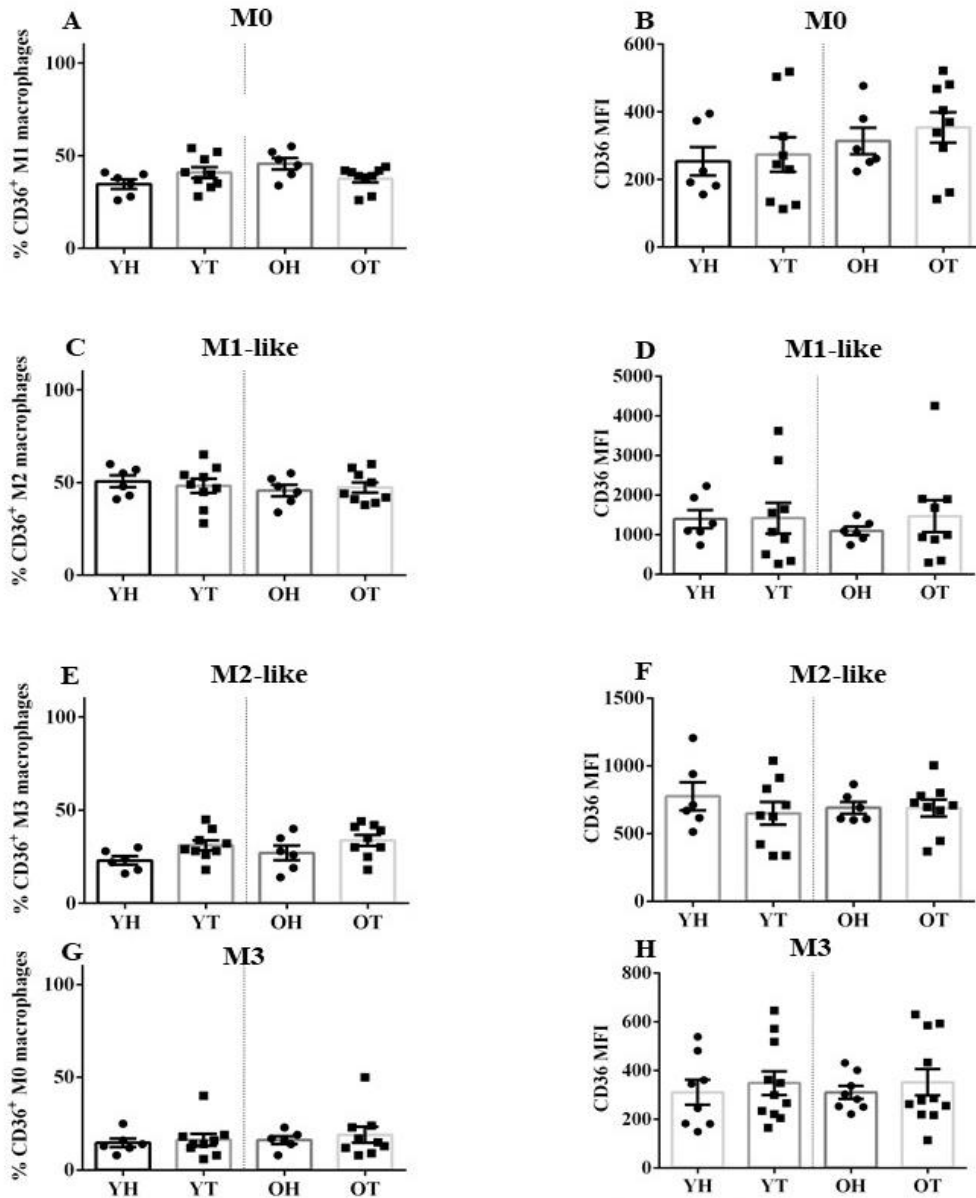 A
M0
% CD36+ M1 macrophages
100
50
0
YH YT OH OT
B
M0
CD36 MFI
600
400
200
0
YH YT OH OT
C
M1-like
% CD36+ M2 macrophages
100
50
0
YH YT OH OT
D
M1-like
CD36 MFI
5000
4000
3000
2000
1000
0
YH YT OH OT
E
M2-like
% CD36+ M3 macrophages
100
50
0
YH YT OH OT
F
M2-like
CD36 MFI
1500
1000
500
0
YH YT OH OT
G
M3
% CD36+ M0 macrophages
100
50
0
YH YT OH OT
H
M3
CD36 MFI
800
600
400
200
0
YH YT OH OT